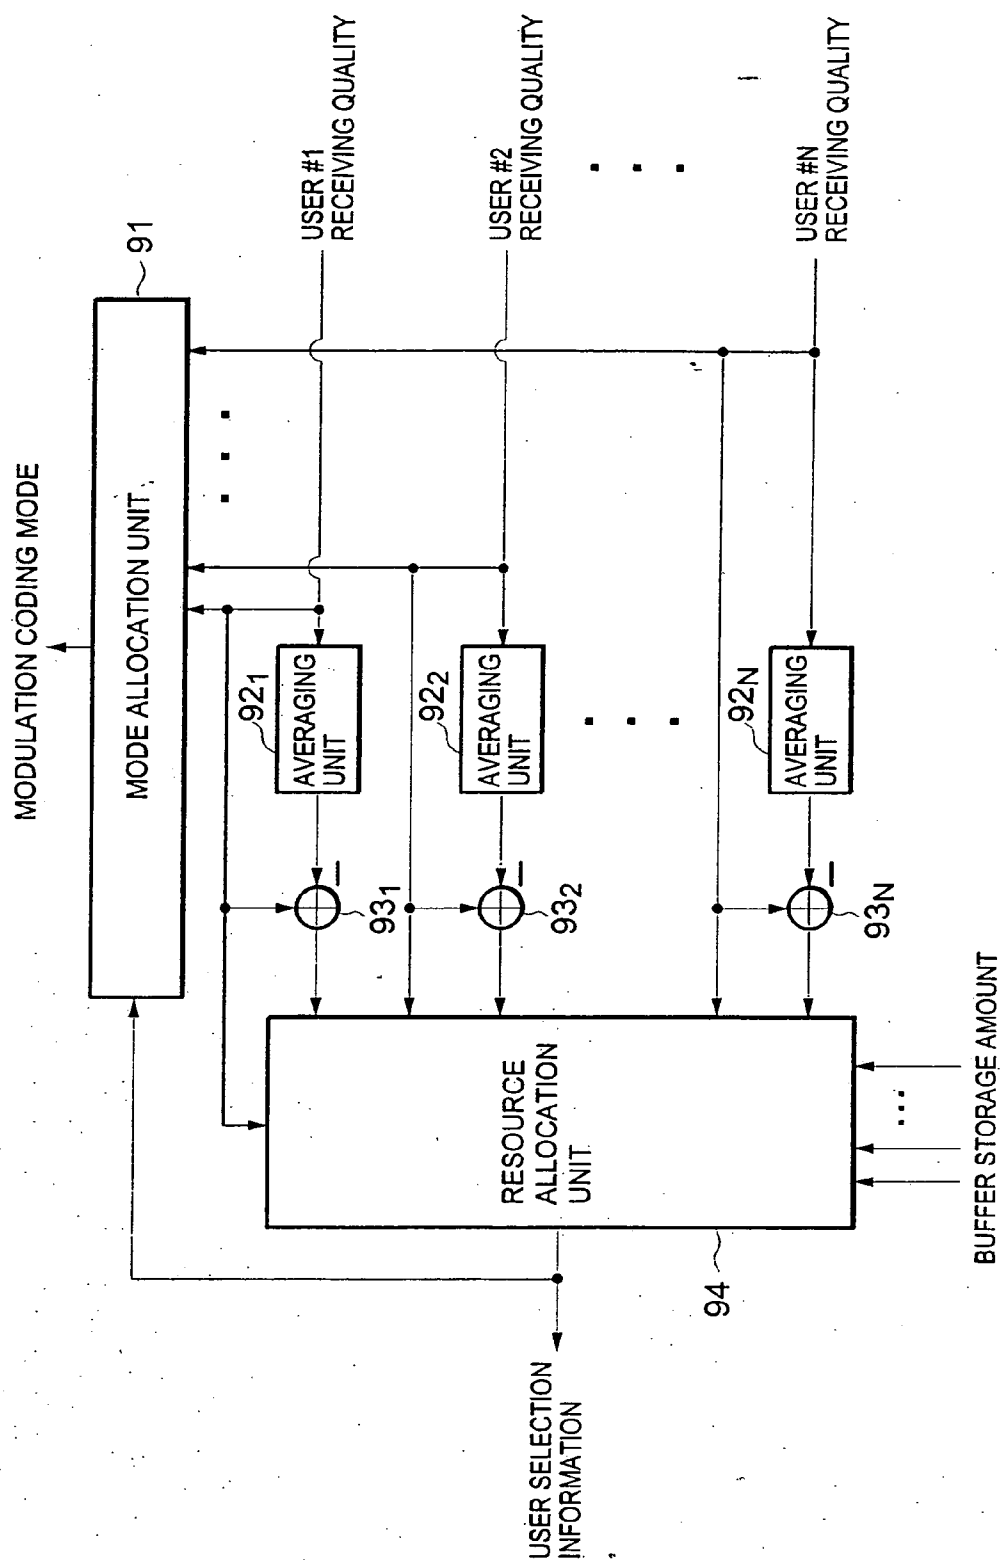 MODULATION CODING MODE
MODE ALLOCATION UNIT
91
USER #1
RECEIVING QUALITY
USER #2
RECEIVING QUALITY
USER #N
RECEIVING QUALITY
92₁
AVERAGING
UNIT
92₂
AVERAGING
UNIT
92N
AVERAGING
UNIT
93₁
93₂
93N
RESOURCE
ALLOCATION
UNIT
94
BUFFER STORAGE AMOUNT
USER SELECTION
INFORMATION